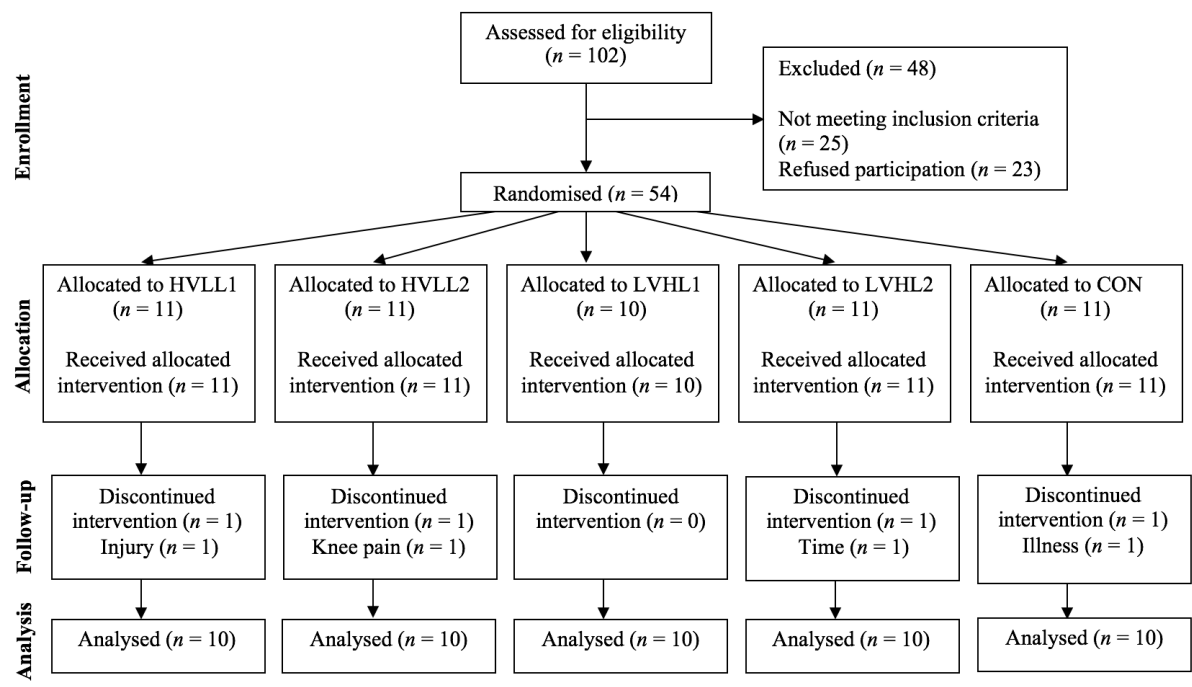 Enrollment
Assessed for eligibility
(n = 102)
Excluded (n = 48)
Not meeting inclusion criteria
(n = 25)
Refused participation (n = 23)
Randomised (n = 54)
Allocation
Allocated to HVLL1
(n = 11)
Received allocated
intervention (n = 11)
Allocated to HVLL2
(n = 11)
Received allocated
intervention (n = 11)
Allocated to LVHL1
(n = 10)
Received allocated
intervention (n = 10)
Allocated to LVHL2
(n = 11)
Received allocated
intervention (n = 11)
Allocated to CON
(n = 11)
Received allocated
intervention (n = 11)
Follow-up
Discontinued
intervention (n = 1)
Injury (n = 1)
Discontinued
intervention (n = 1)
Knee pain (n = 1)
Discontinued
intervention (n = 0)
Discontinued
intervention (n = 1)
Time (n = 1)
Discontinued
intervention (n = 1)
Illness (n = 1)
Analysis
Analysed (n = 10)
Analysed (n = 10)
Analysed (n = 10)
Analysed (n = 10)
Analysed (n = 10)